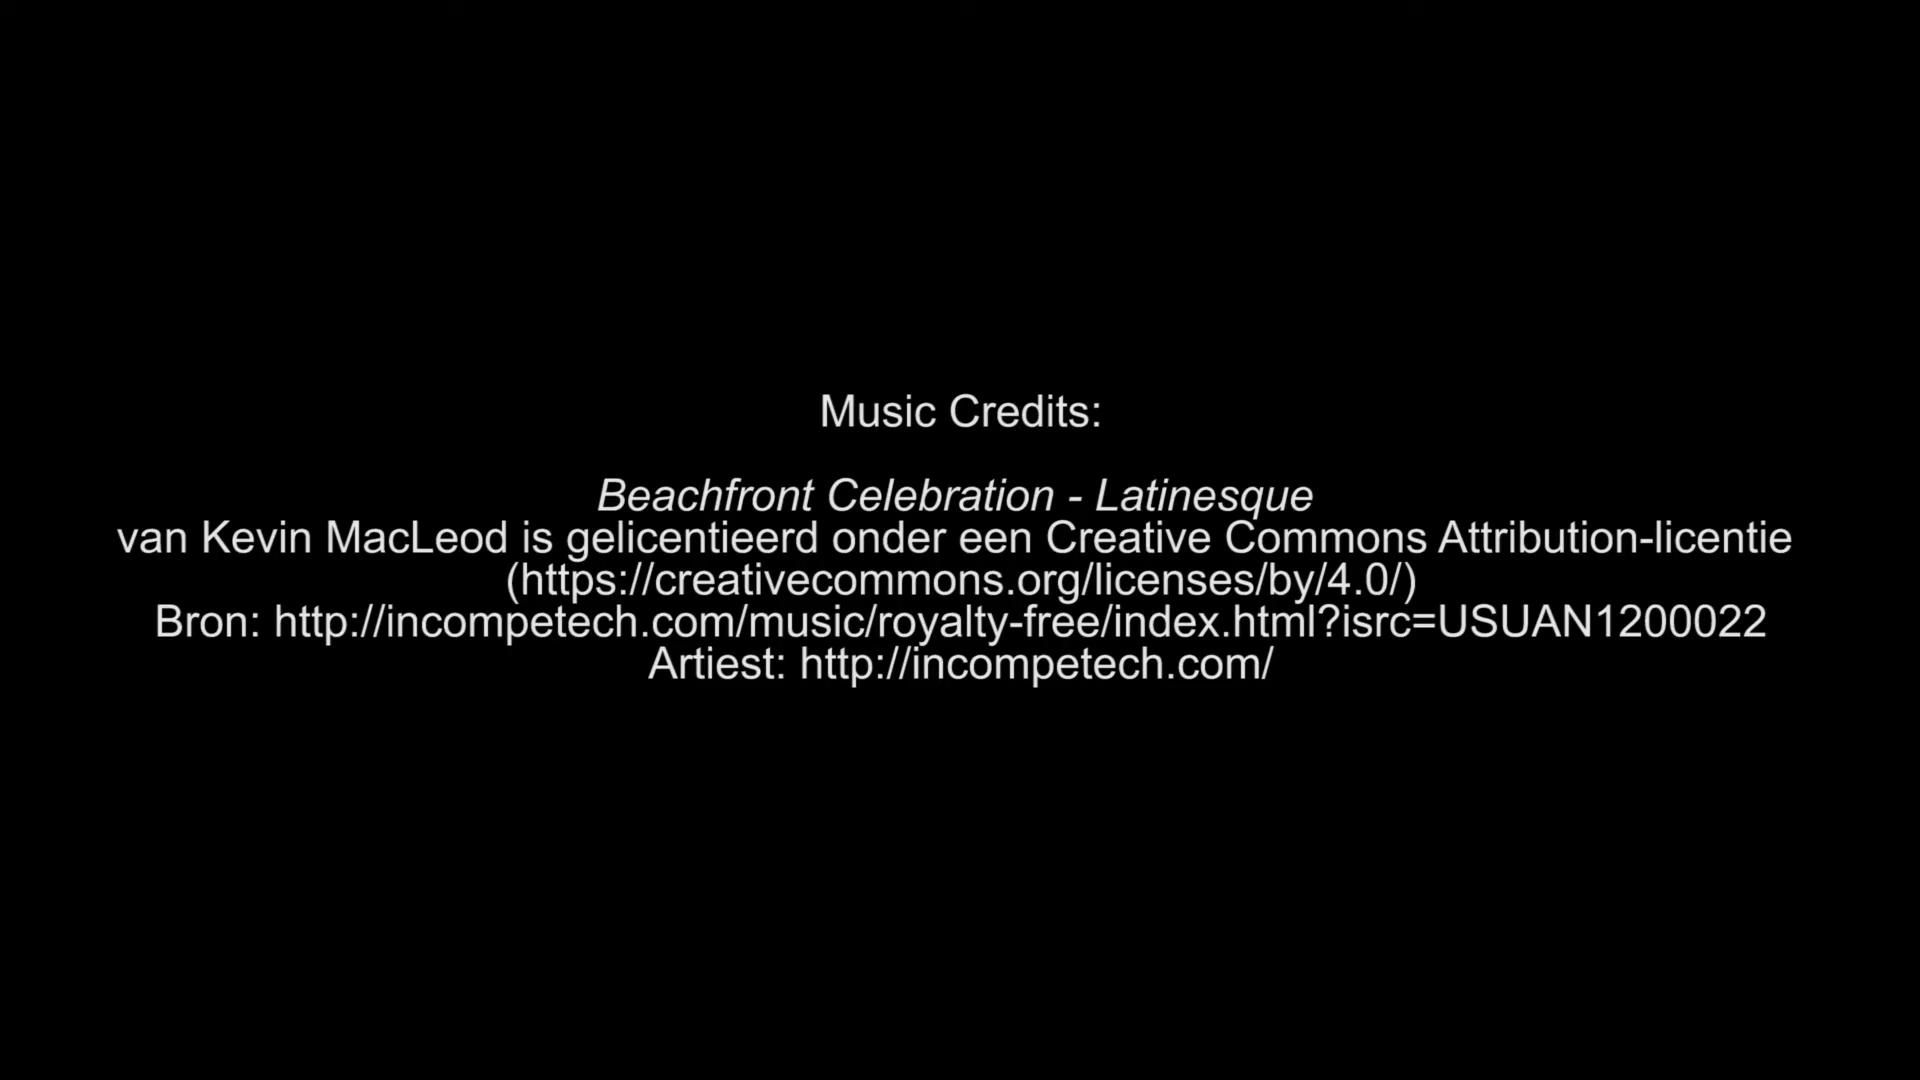 Music Credits:
Beachfront Celebration - Latinesque
van Kevin MacLeod is gelicentieerd onder een Creative Commons Attribution-licentie
(https://creativecommons.org/licenses/by/4.0/)
Bron: http://incompetech.com/music/royalty-free/index.html?isrc=USUAN1200022
Artiest: http://incompetech.com/